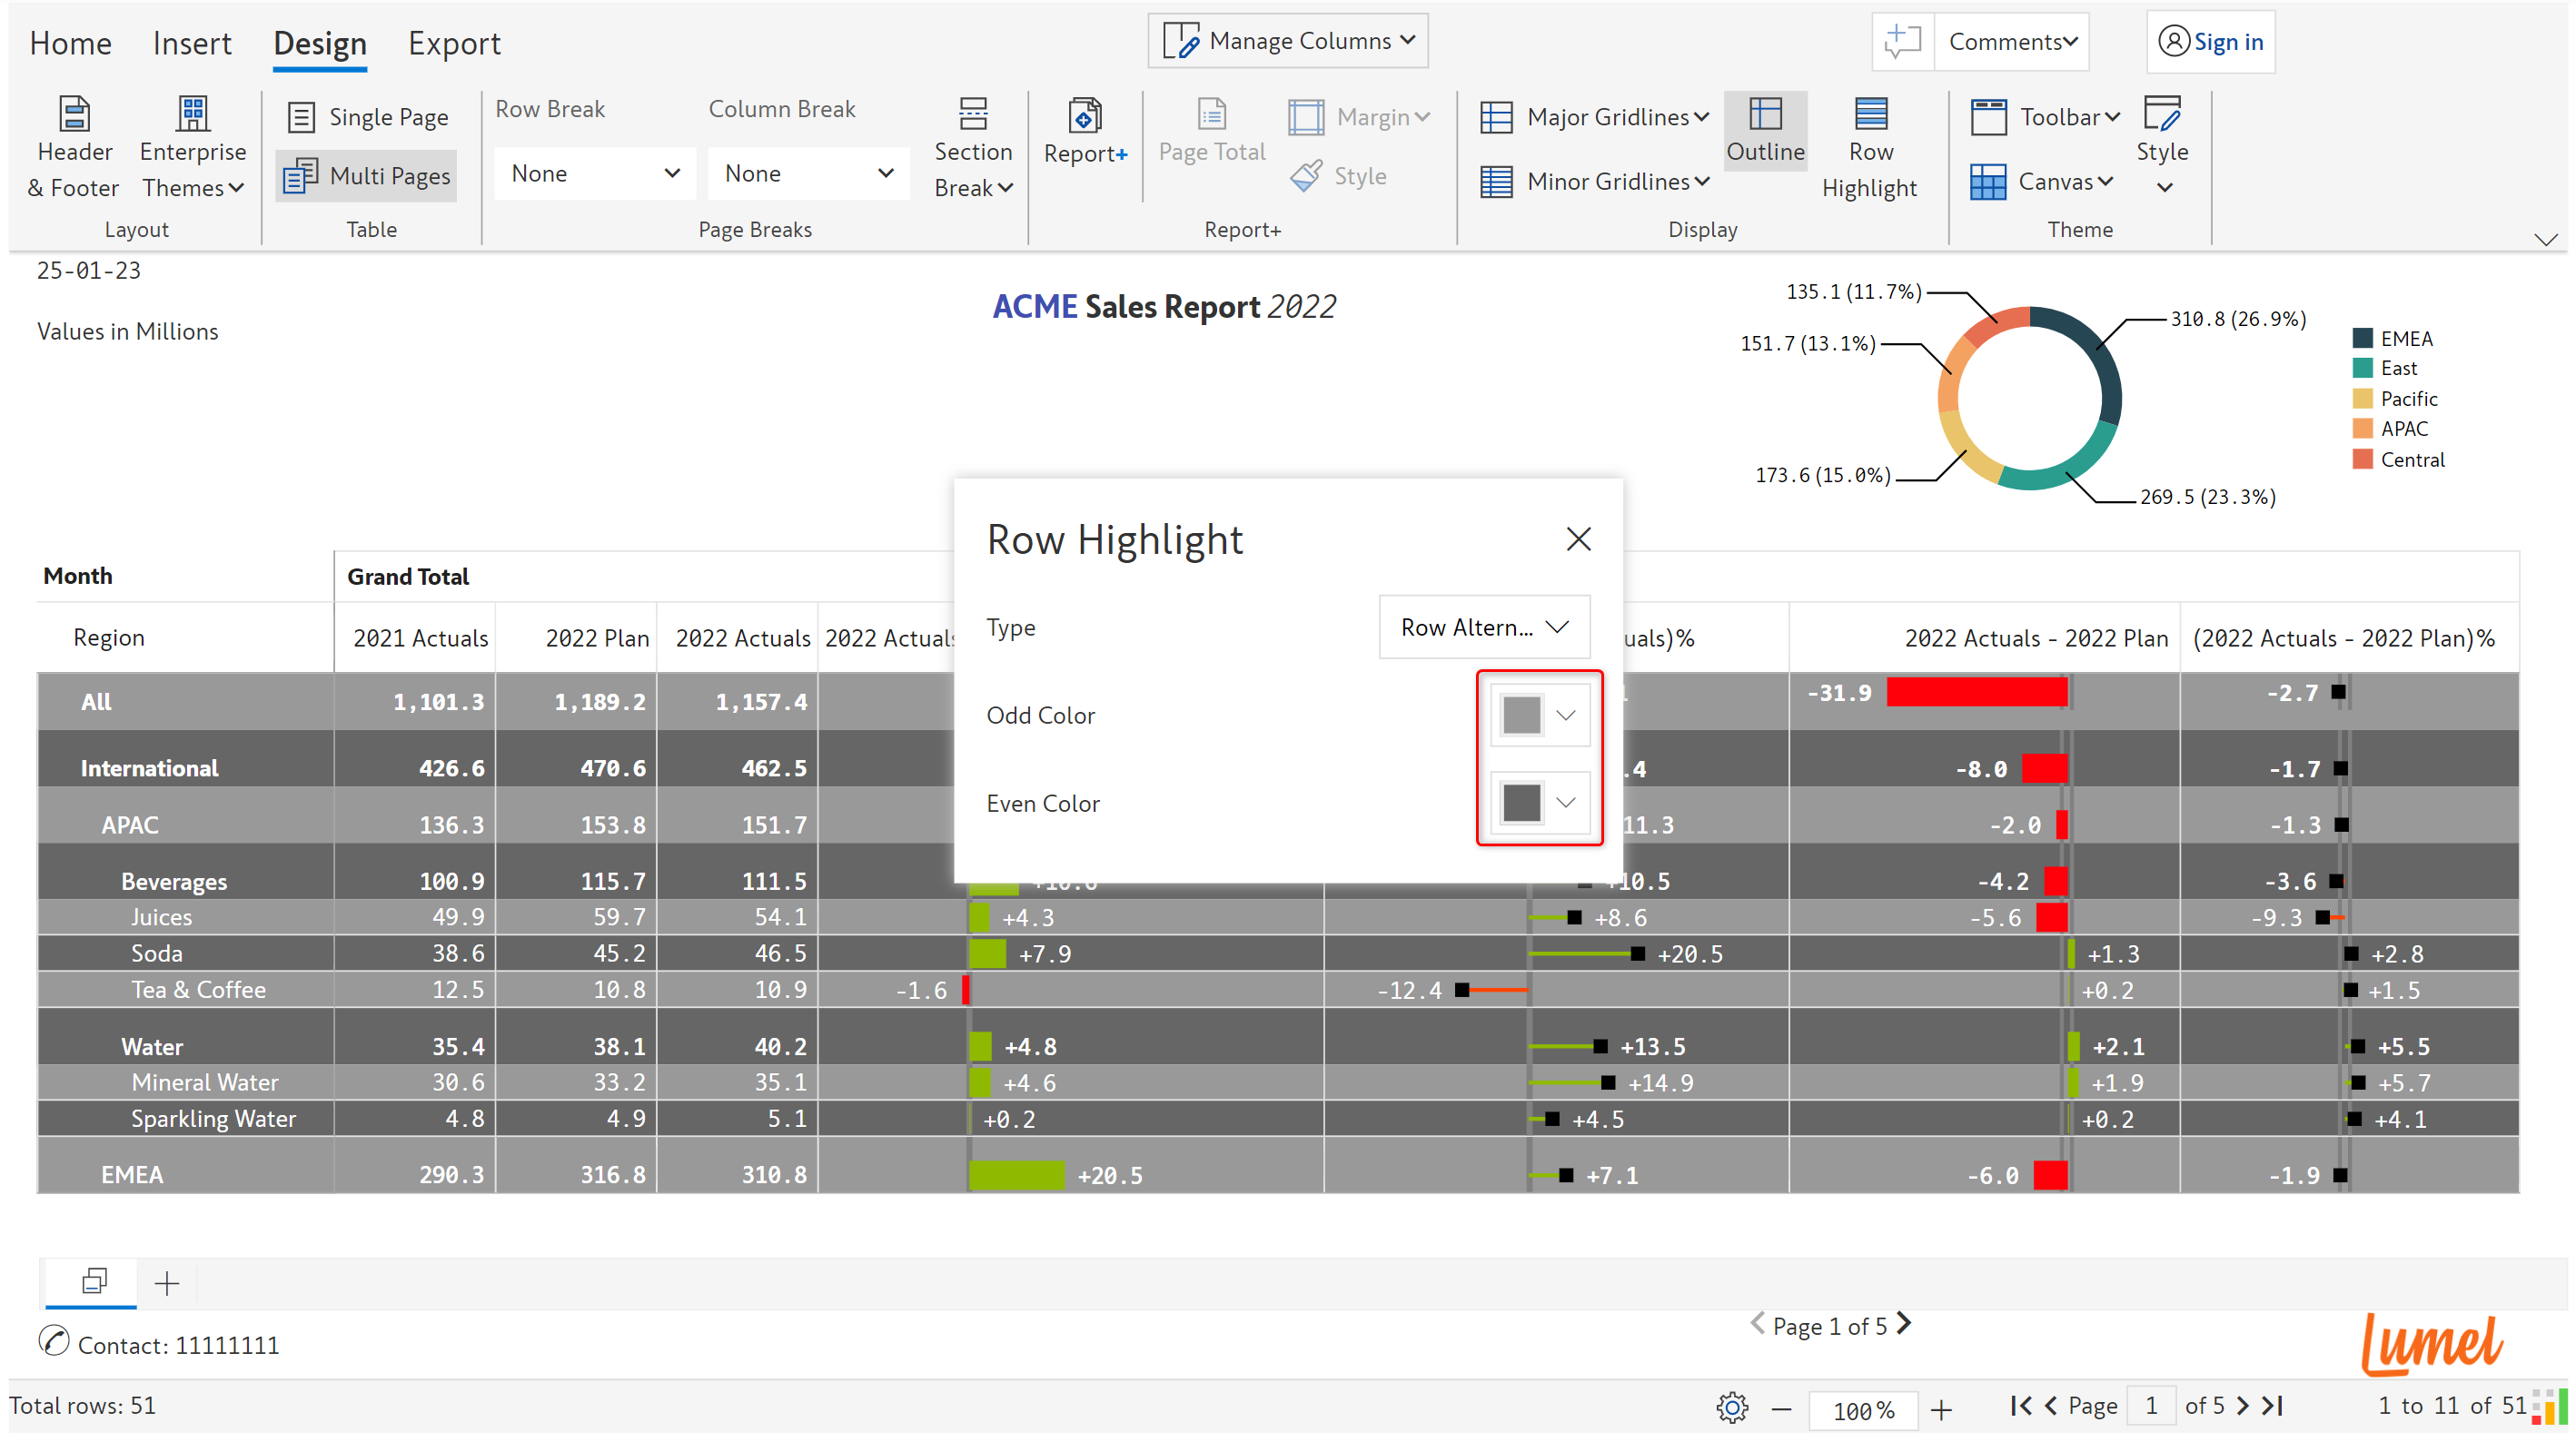 Home Insert Design Export
Manage Columns
Comments
Sign in
Header & Footer
Enterprise Themes
Layout
Single Page
Multi Pages
Table
Row Break
None
Column Break
None
Section Break
Page Breaks
Report+
Page Total
Margin
Style
Report+
Major Gridlines
Minor Gridlines
Outline
Row Highlight
Display
Toolbar
Canvas
Style
Theme
25-01-23
Values in Millions
ACME Sales Report 2022
135.1 (11.7%)
151.7 (13.1%)
173.6 (15.0%)
310.8 (26.9%)
269.5 (23.3%)
EMEA
East
Pacific
APAC
Central
Row Highlight
Type
Row Altern...
Odd Color
Even Color
Month Grand Total
Region 2021 Actuals 2022 Plan 2022 Actuals 2022 Actuals uals)% 2022 Actuals - 2022 Plan (2022 Actuals - 2022 Plan)%
All 1,101.3 1,189.2 1,157.4 -31.9 -2.7
International 426.6 470.6 462.5 .4 -8.0 -1.7
APAC 136.3 153.8 151.7 11.3 -2.0 -1.3
Beverages 100.9 115.7 111.5 +10.6 +10.5 -4.2 -3.6
Juices 49.9 59.7 54.1 +4.3 +8.6 -5.6 -9.3
Soda 38.6 45.2 46.5 +7.9 +20.5 +1.3 +2.8
Tea & Coffee 12.5 10.8 10.9 -1.6 -12.4 +0.2 +1.5
Water 35.4 38.1 40.2 +4.8 +13.5 +2.1 +5.5
Mineral Water 30.6 33.2 35.1 +4.6 +14.9 +1.9 +5.7
Sparkling Water 4.8 4.9 5.1 +0.2 +4.5 +0.2 +4.1
EMEA 290.3 316.8 310.8 +20.5 +7.1 -6.0 -1.9
Page 1 of 5
Contact: 11111111
Lumel
Total rows: 51
100%
Page 1 of 5
1 to 11 of 51